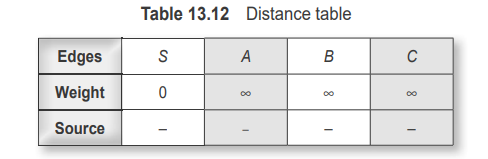 Table 13.12 Distance table
Edges S A B C
Weight 0 ∞ ∞ ∞
Source – – – –